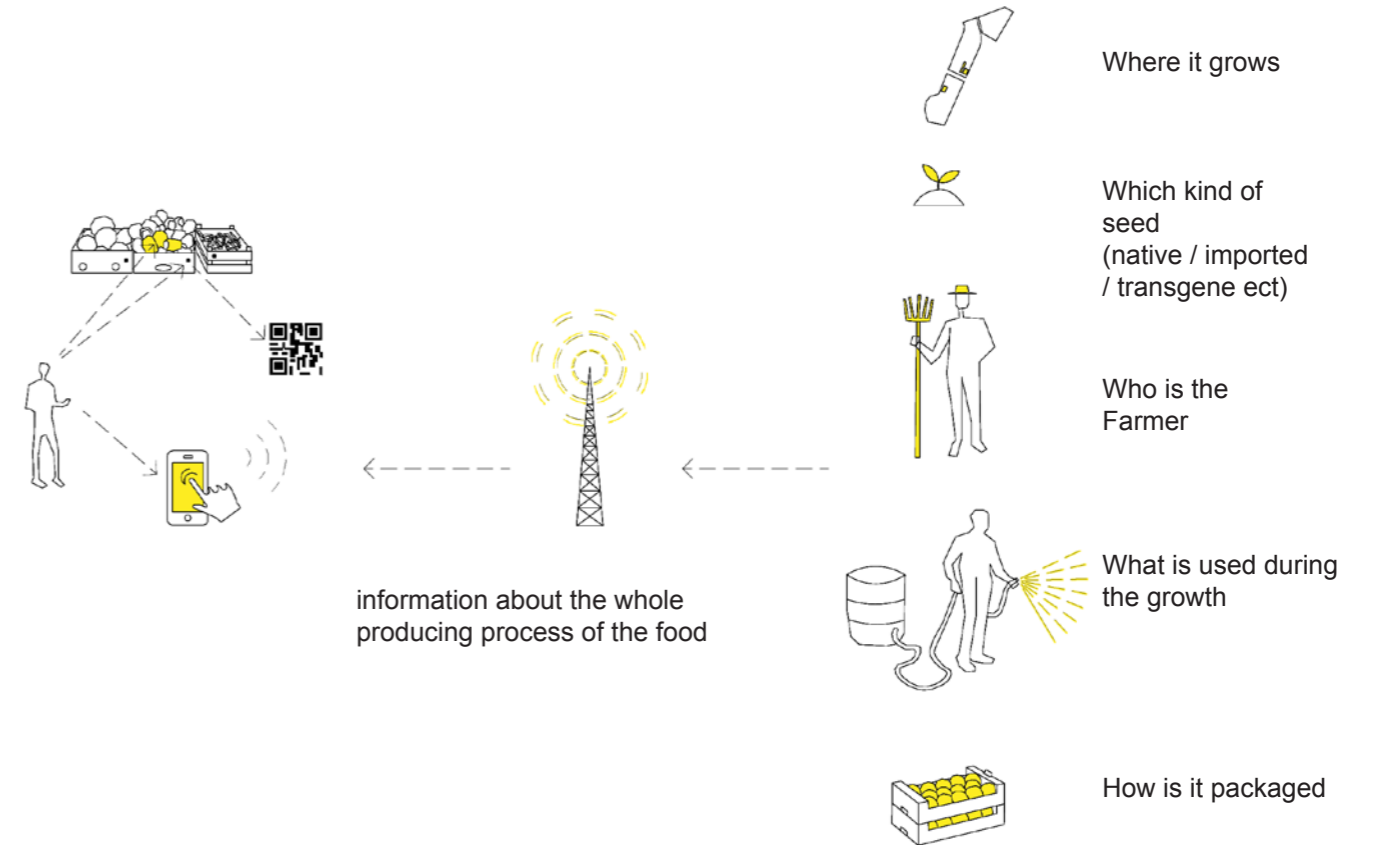 Where it grows
Which kind of
seed
(native / imported
/ transgene ect)
Who is the
Farmer
What is used during
the growth
information about the whole
producing process of the food
How is it packaged